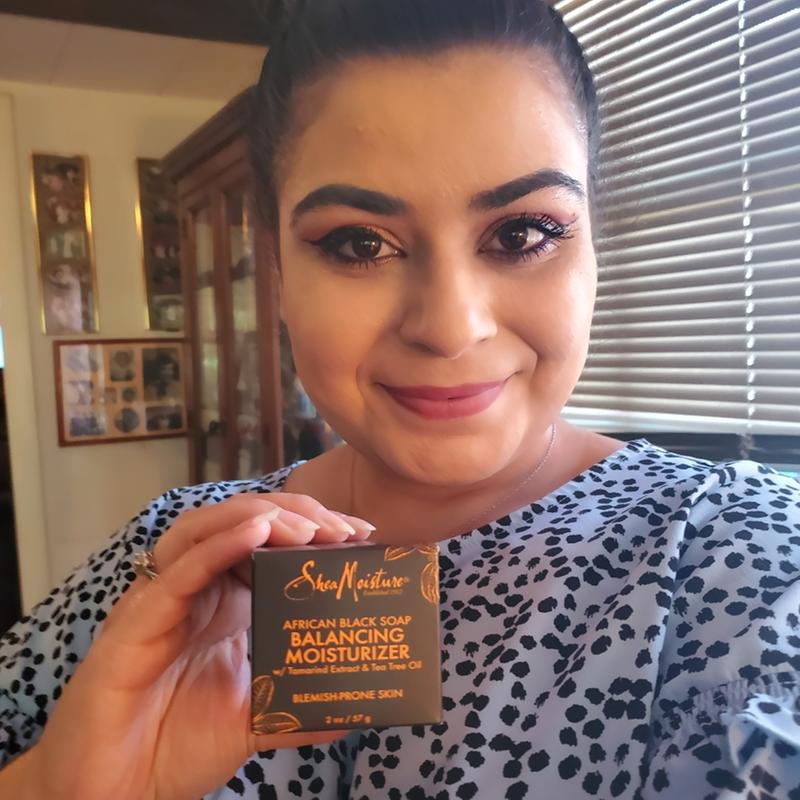 SheaMoisture®
Established 1912
AFRICAN BLACK SOAP
BALANCING
MOISTURIZER
w/ Tamarind Extract & Tea Tree Oil
BLEMISH-PRONE SKIN
2 oz / 57 g